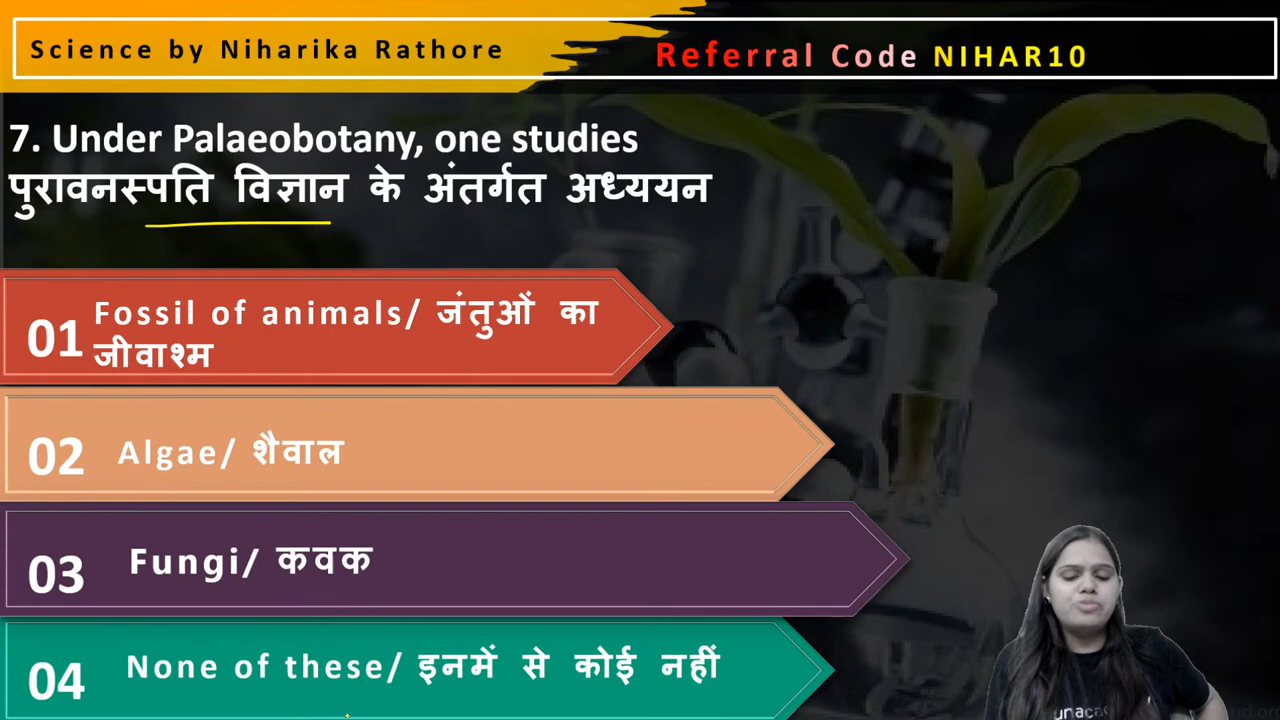 Science by Niharika Rathore
Referral Code NIHAR10
7. Under Palaeobotany, one studies
पुरावनस्पति विज्ञान के अंतर्गत अध्ययन
01 Fossil of animals/ जंतुओं का
जीवाश्म
02 Algae/ शैवाल
03 Fungi/ कवक
04 None of these/ इनमें से कोई नहीं